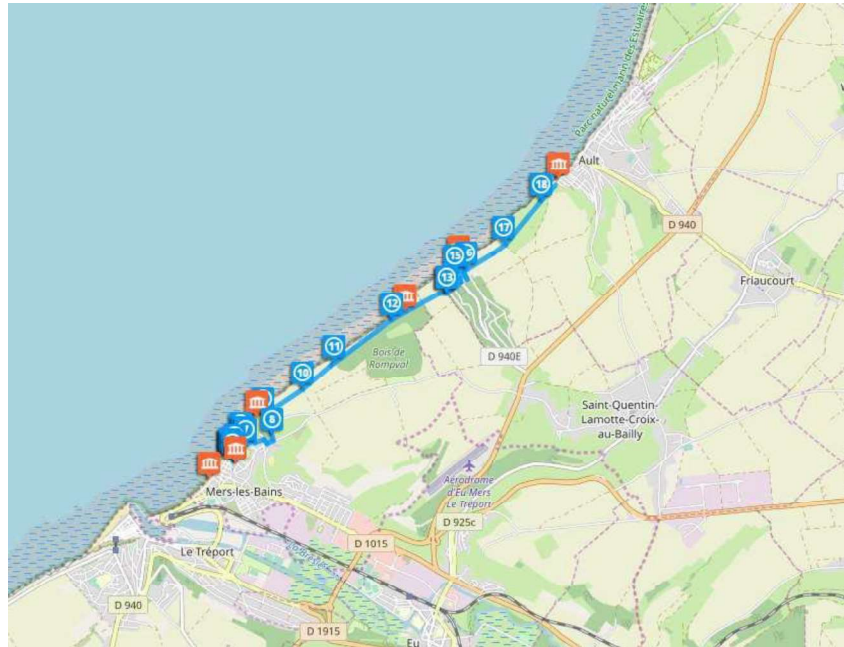 Parc naturel marin des Estuaires
Ault
18
D 940
17
15
6
13
Friaucourt
12
11
Bois de
Rompval
D 940E
10
Saint-Quentin-
Lamotte-Croix-
au-Bailly
8
7
Aérodrome
d'Eu Mers
Le Tréport
Mers-les-Bains
D 925c
D 1015
Le Tréport
D 940
D 1915
Eu